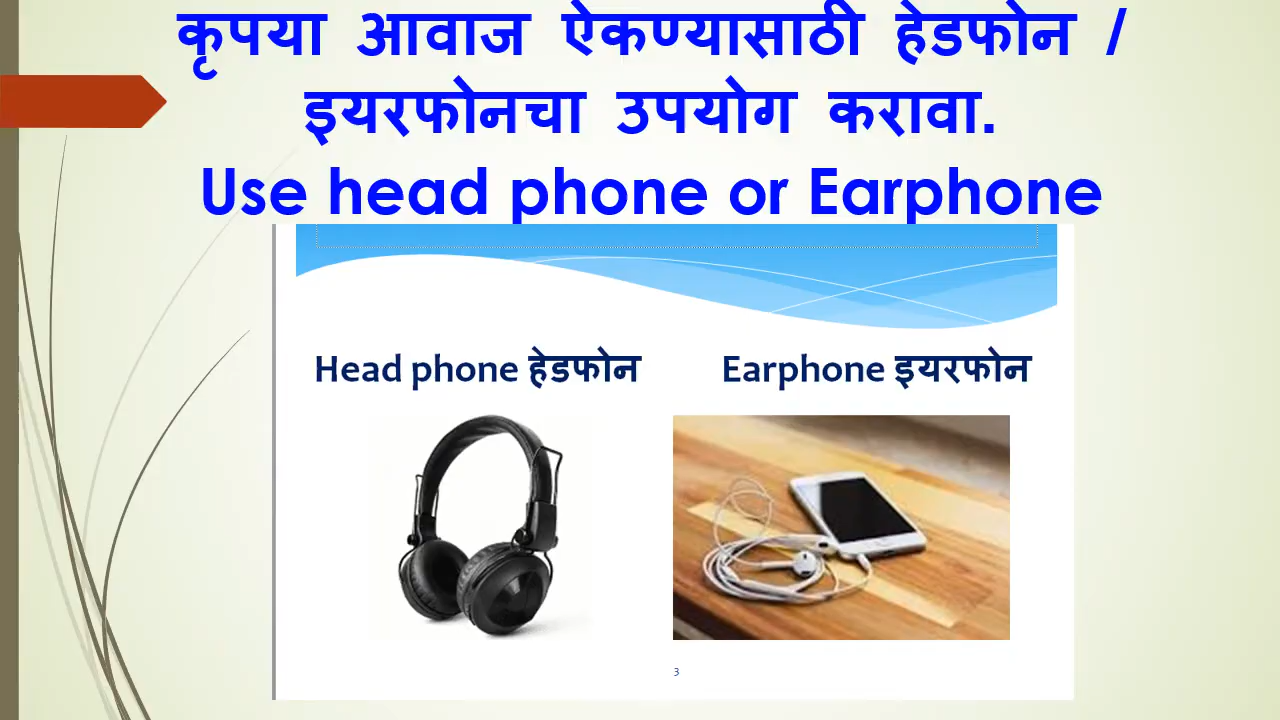 कृपया आवाज ऐकण्यासाठी हेडफोन /
इयरफोनचा उपयोग करावा.
Use head phone or Earphone
Head phone हेडफोन
Earphone इयरफोन
3